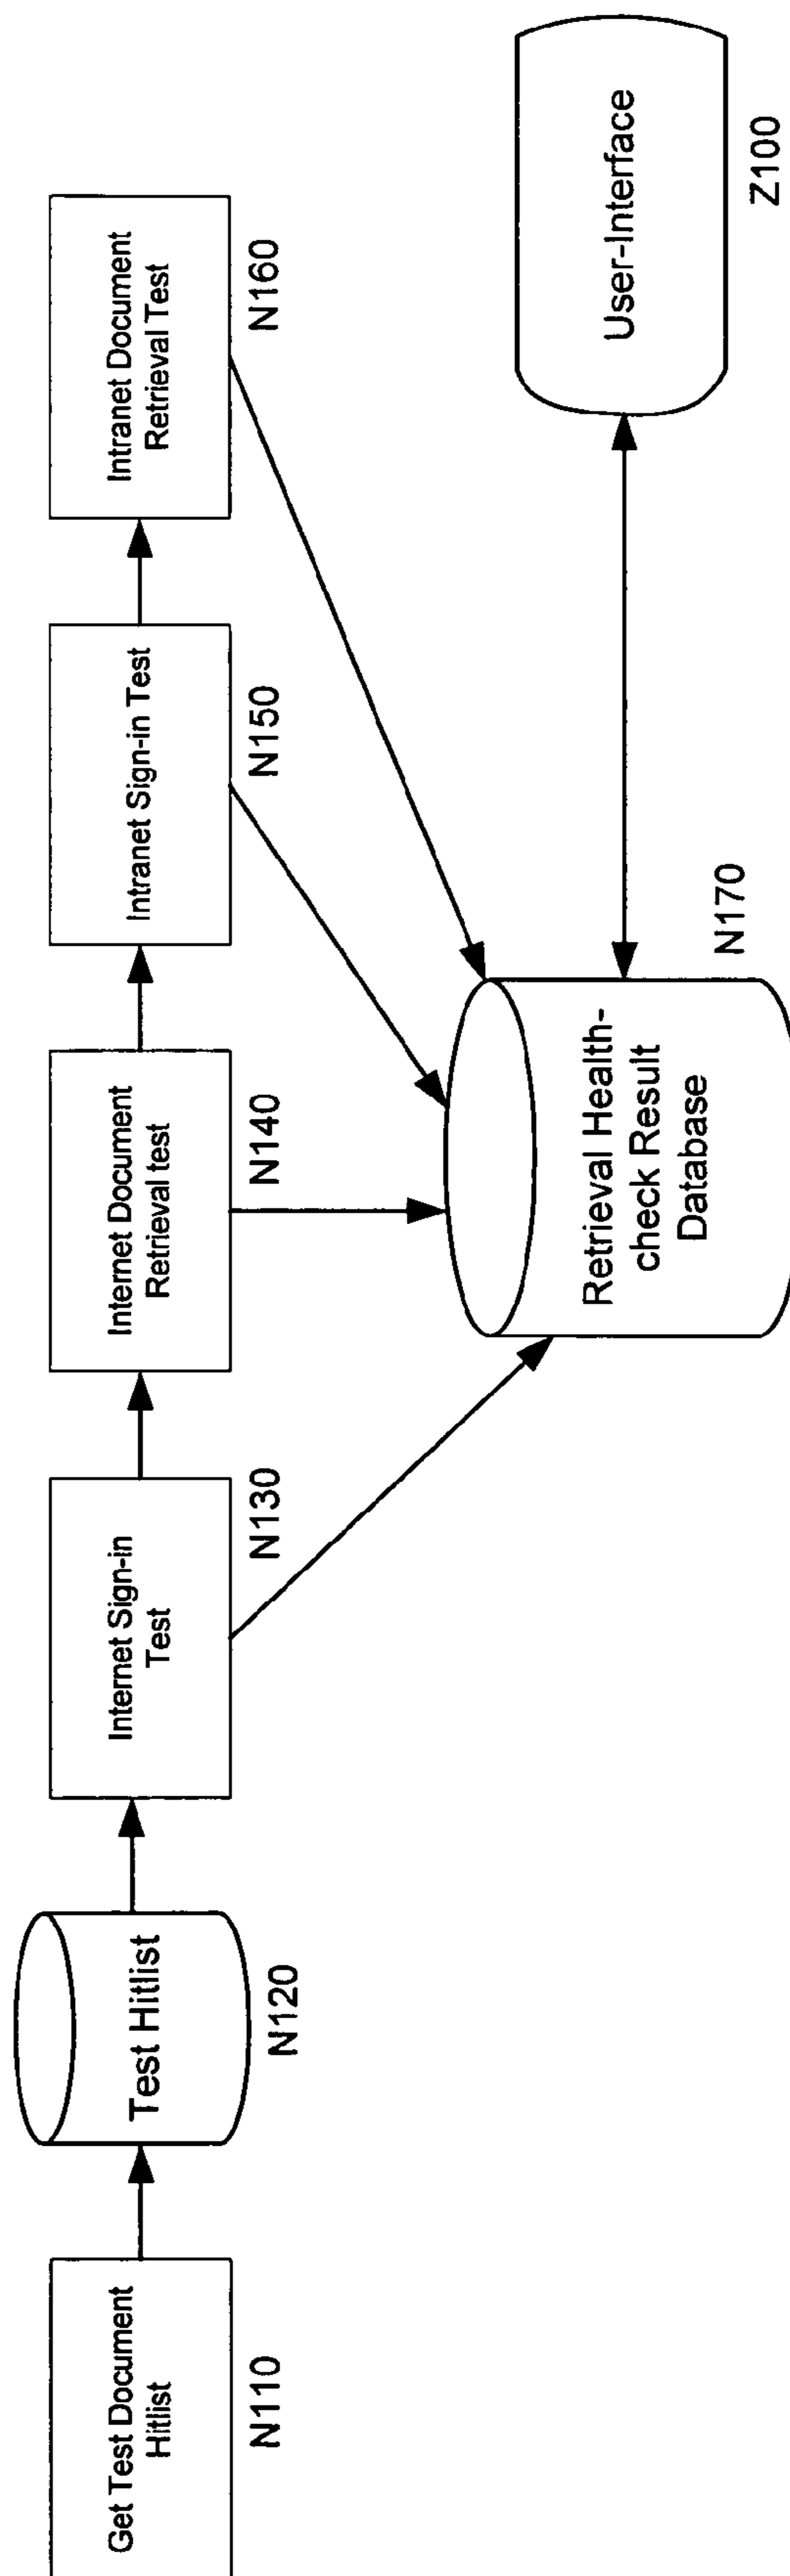 Get Test Document
Hitlist
N110
Test Hitlist
N120
Internet Sign-in
Test
N130
Internet Document
Retrieval test
N140
Intranet Sign-in Test
N150
Intranet Document
Retrieval Test
N160
Retrieval Health-
check Result
Database
N170
User-Interface
Z100